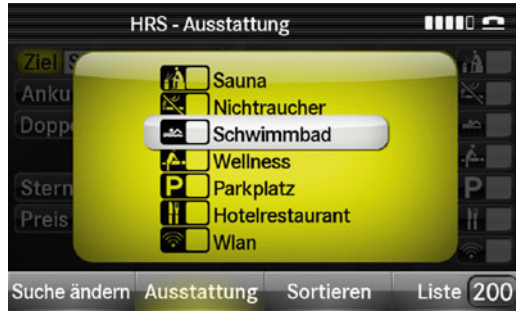 HRS - Ausstattung
Ziel S
Anku
Doppe
Stern
Preis
Sauna
Nichtraucher
Schwimmbad
Wellness
P Parkplatz
Hotelrestaurant
Wlan
P
Suche ändern Ausstattung Sortieren Liste 200